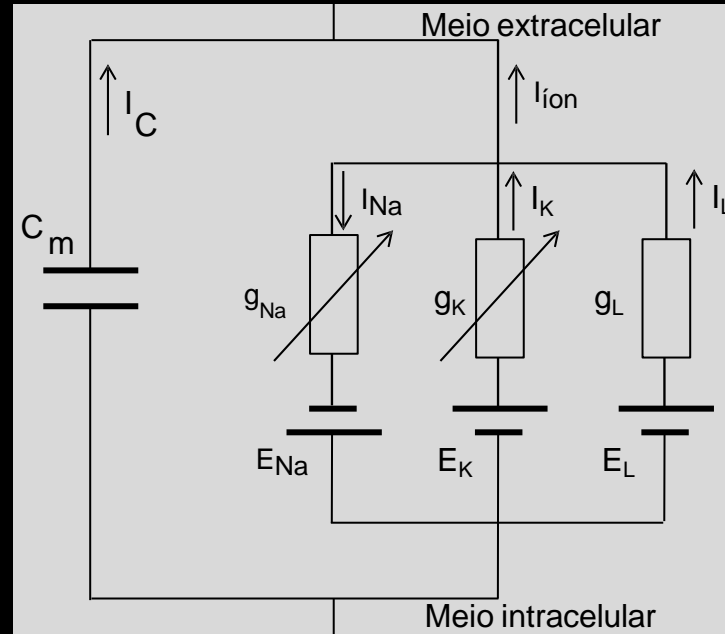 Meio extracelular
I_C
I_íon
I_Na
I_K
I_L
C_m
g_Na
g_K
g_L
E_Na
E_K
E_L
Meio intracelular